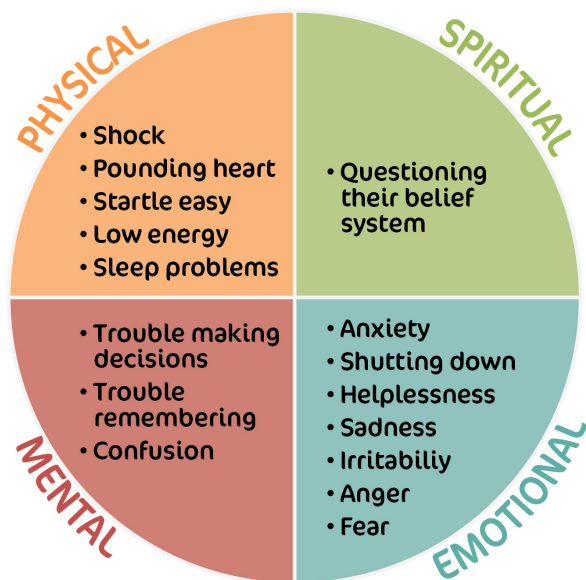 PHYSICAL
• Shock
• Pounding heart
• Startle easy
• Low energy
• Sleep problems
SPIRITUAL
• Questioning
their belief
system
MENTAL
• Trouble making
decisions
• Trouble
remembering
• Confusion
EMOTIONAL
• Anxiety
• Shutting down
• Helplessness
• Sadness
• Irritabiliy
• Anger
• Fear